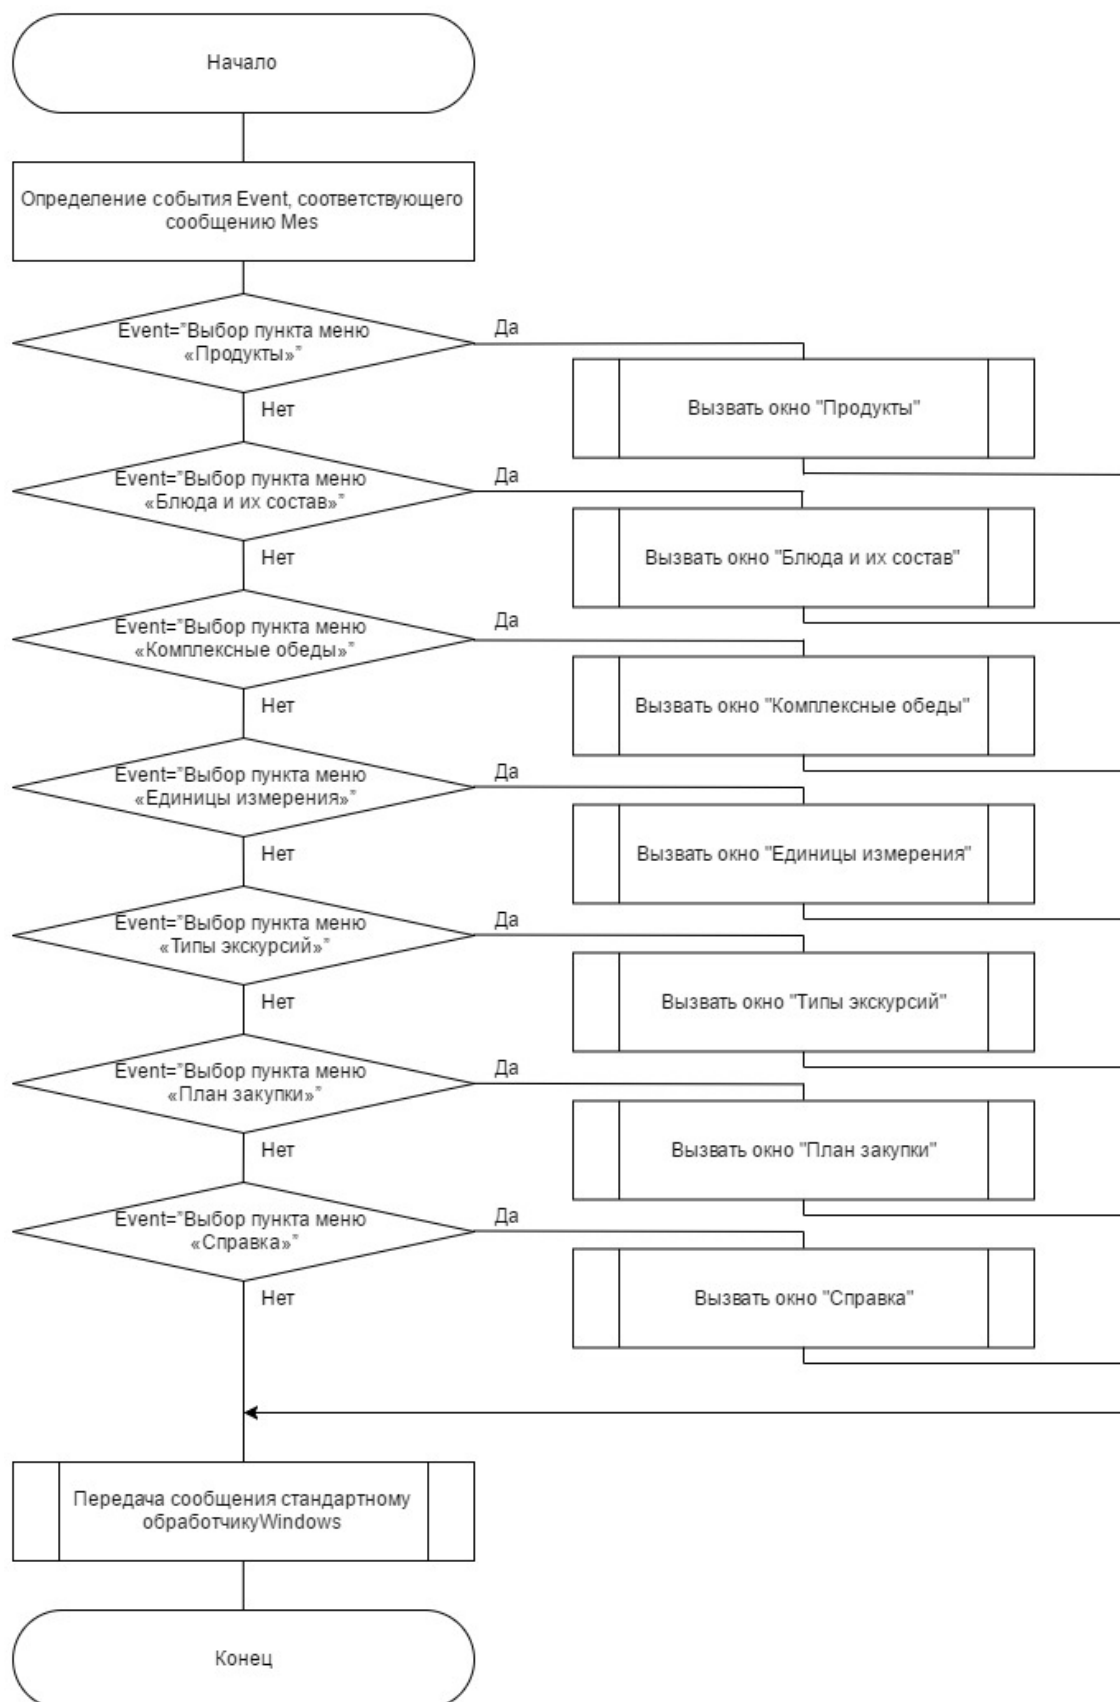 Начало
Определение события Event, соответствующего
сообщению Mes
Event="Выбор пункта меню
«Продукты»"
Да
Вызвать окно "Продукты"
Нет
Event="Выбор пункта меню
«Блюда и их состав»"
Да
Вызвать окно "Блюда и их состав"
Нет
Event="Выбор пункта меню
«Комплексные обеды»"
Да
Вызвать окно "Комплексные обеды"
Нет
Event="Выбор пункта меню
«Единицы измерения»"
Да
Вызвать окно "Единицы измерения"
Нет
Event="Выбор пункта меню
«Типы экскурсий»"
Да
Вызвать окно "Типы экскурсий"
Нет
Event="Выбор пункта меню
«План закупки»"
Да
Вызвать окно "План закупки"
Нет
Event="Выбор пункта меню
«Справка»"
Да
Вызвать окно "Справка"
Нет
Передача сообщения стандартному
обработчикуWindows
Конец